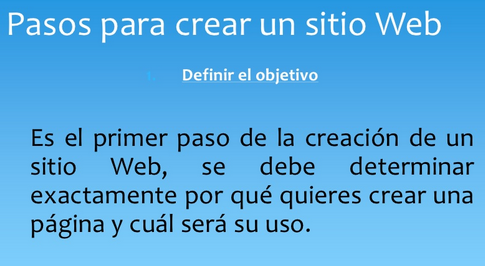 Pasos para crear un sitio Web
Definir el objetivo
Es el primer paso de la creación de un
sitio Web, se debe determinar
exactamente por qué quieres crear una
página y cuál será su uso.